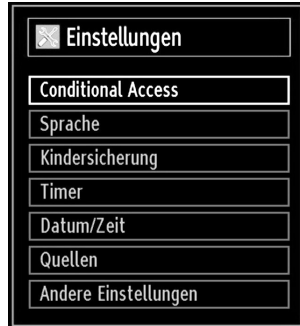 Einstellungen
Conditional Access
Sprache
Kindersicherung
Timer
Datum/Zeit
Quellen
Andere Einstellungen